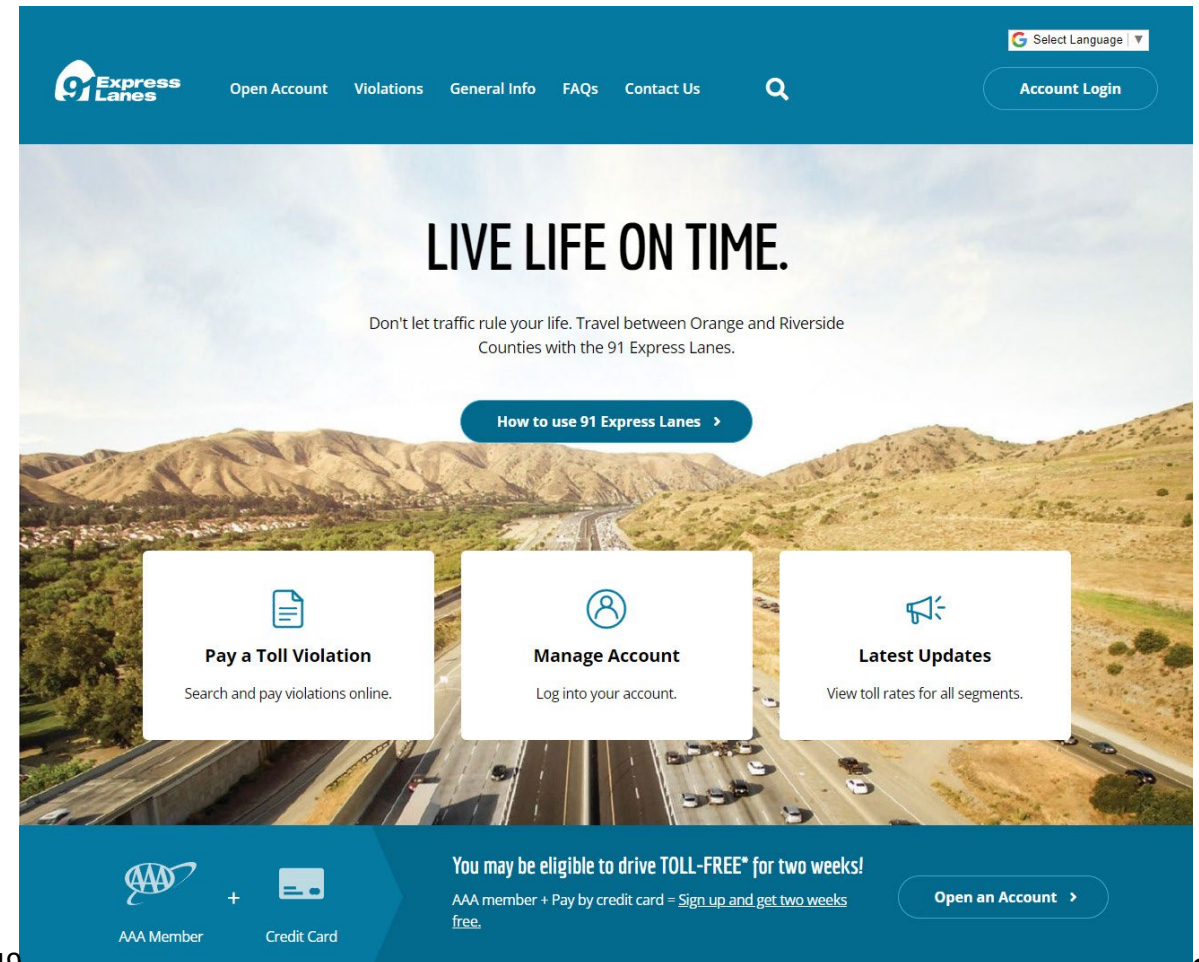 Select Language
91 Express Lanes
Open Account Violations General Info FAQs Contact Us
Account Login
LIVE LIFE ON TIME.
Don't let traffic rule your life. Travel between Orange and Riverside
Counties with the 91 Express Lanes.
How to use 91 Express Lanes
Pay a Toll Violation
Search and pay violations online.
Manage Account
Log into your account.
Latest Updates
View toll rates for all segments.
AAA
+
AAA Member
Credit Card
You may be eligible to drive TOLL-FREE* for two weeks!
AAA member + Pay by credit card = Sign up and get two weeks
free.
Open an Account